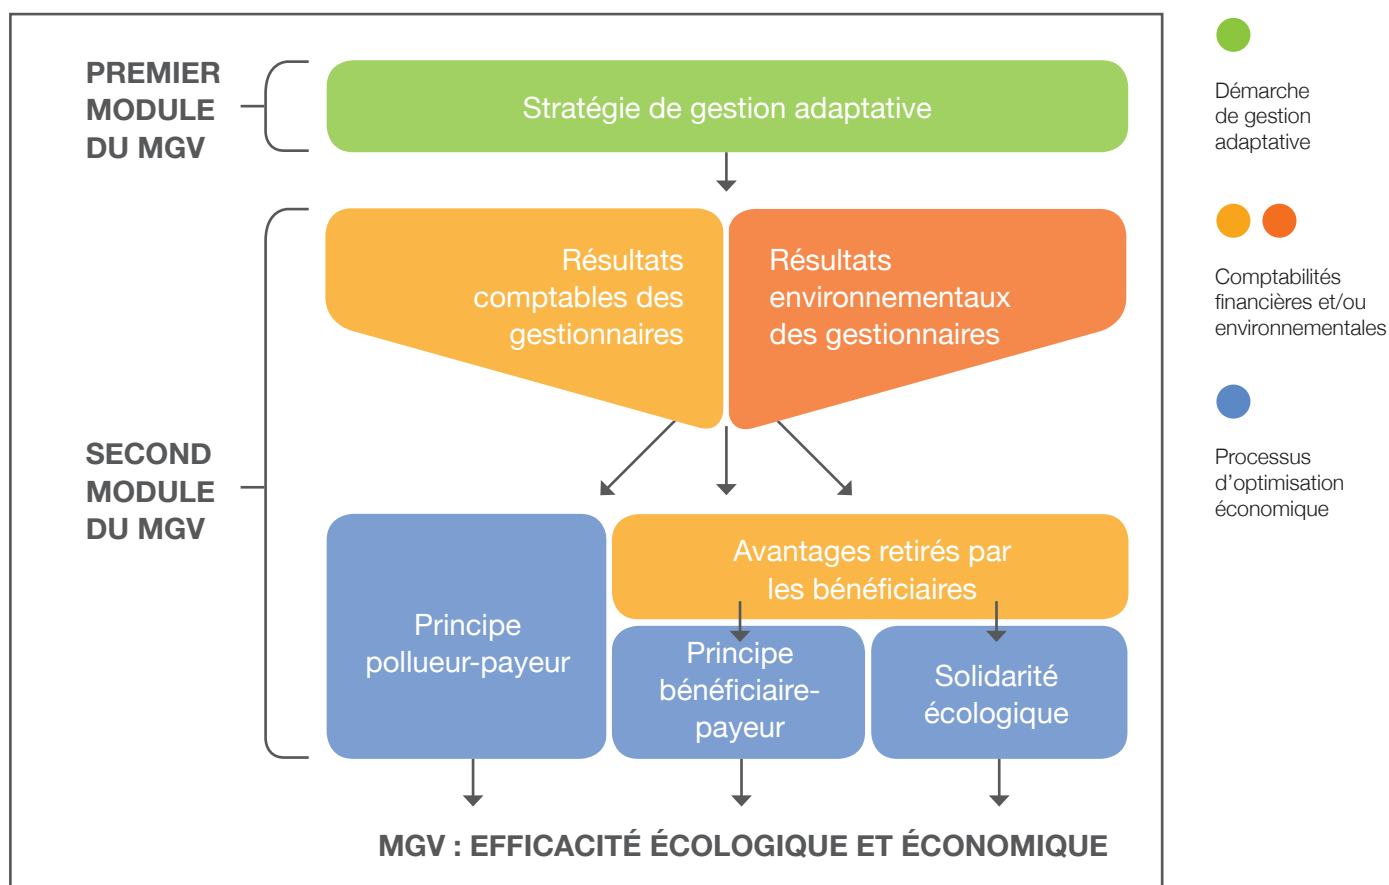 PREMIER
MODULE
DU MGV
Stratégie de gestion adaptative
SECOND
MODULE
DU MGV
Résultats
comptables des
gestionnaires
Résultats
environnementaux
des gestionnaires
Principe
pollueur-payeur
Avantages retirés par
les bénéficiaires
Principe
bénéficiaire-
payeur
Solidarité
écologique
MGV : EFFICACITÉ ÉCOLOGIQUE ET ÉCONOMIQUE
Démarche
de gestion
adaptative
Comptabilités
financières et/ou
environnementales
Processus
d’optimisation
économique